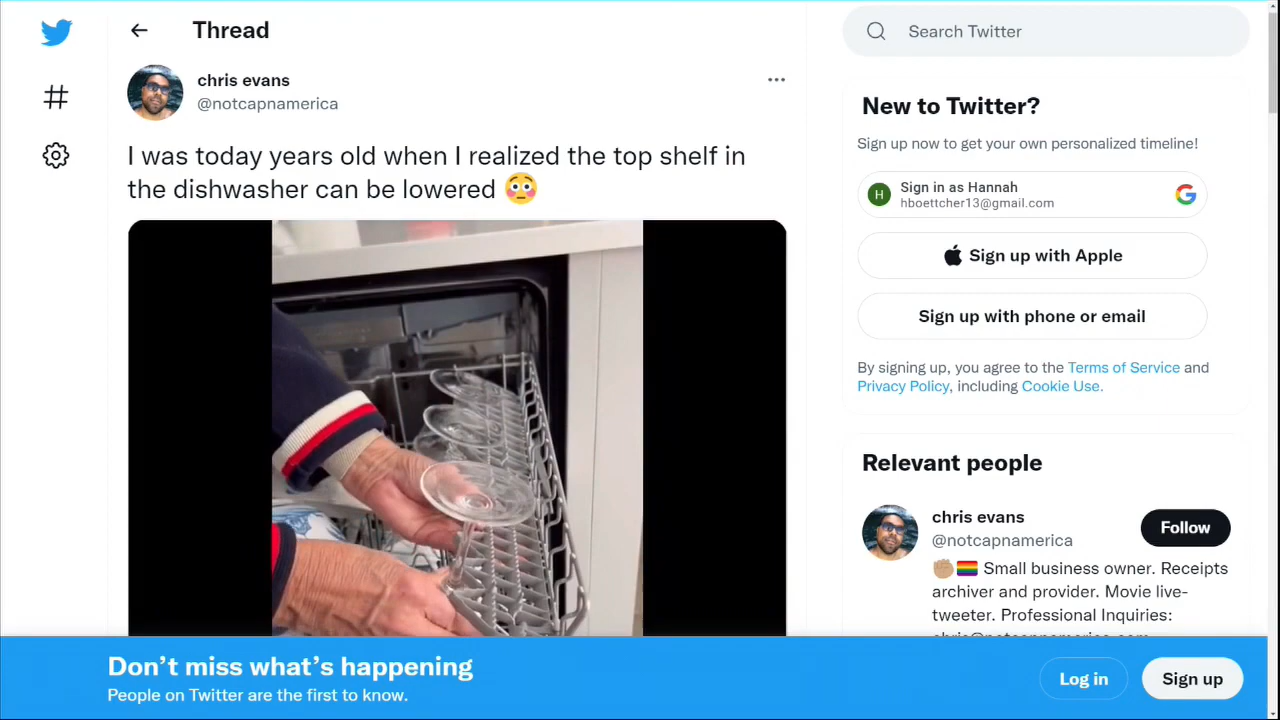 Thread
chris evans
@notcapnamerica
I was today years old when I realized the top shelf in
the dishwasher can be lowered 😳
Search Twitter
New to Twitter?
Sign up now to get your own personalized timeline!
H
Sign in as Hannah
hboettcher13@gmail.com
Sign up with Apple
Sign up with phone or email
By signing up, you agree to the Terms of Service and
Privacy Policy, including Cookie Use.
Relevant people
chris evans
@notcapnamerica
Follow
✊🏽🏳️‍🌈 Small business owner. Receipts
archiver and provider. Movie live-
tweeter. Professional Inquiries:
Don't miss what's happening
People on Twitter are the first to know.
Log in
Sign up